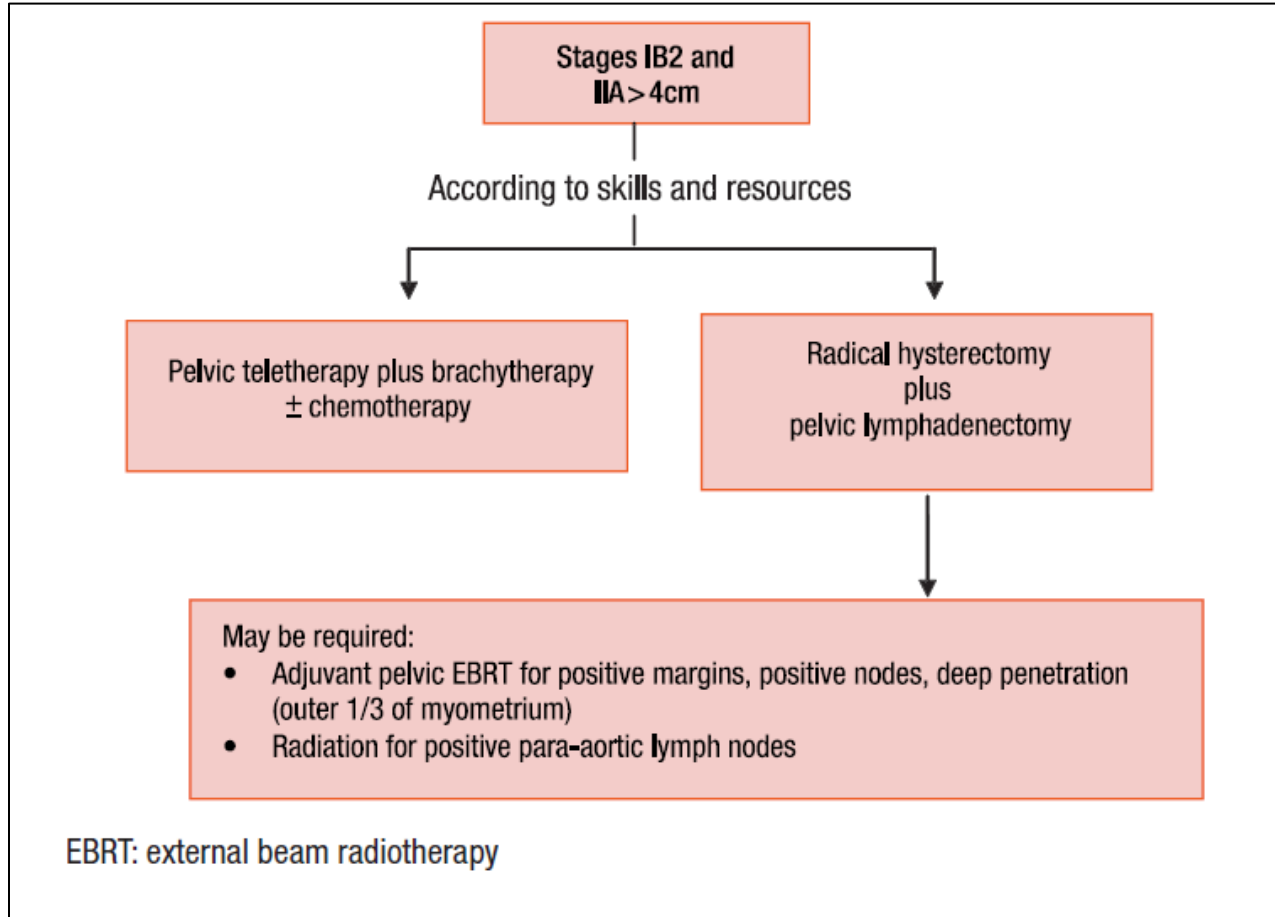 Stages IB2 and
IIA>4cm
According to skills and resources
Pelvic teletherapy plus brachytherapy
± chemotherapy
Radical hysterectomy
plus
pelvic lymphadenectomy
May be required:
• Adjuvant pelvic EBRT for positive margins, positive nodes, deep penetration
(outer 1/3 of myometrium)
• Radiation for positive para-aortic lymph nodes
EBRT: external beam radiotherapy